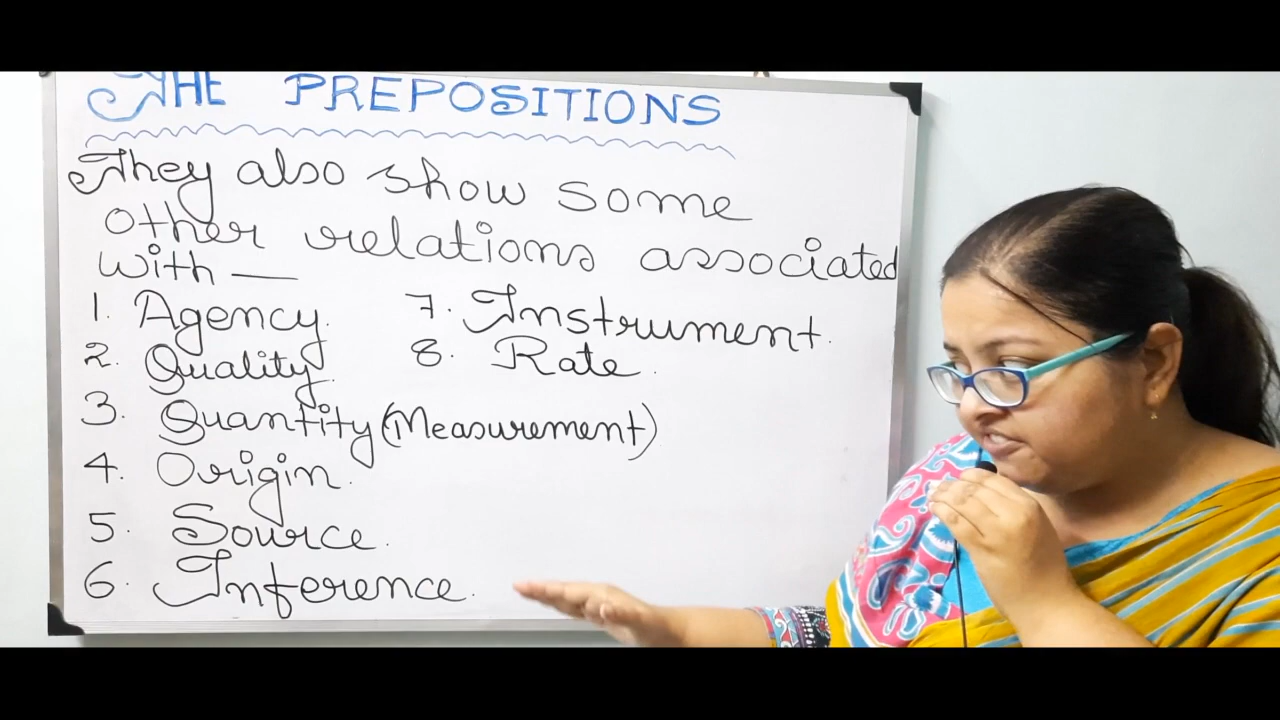 THE PREPOSITIONS
They also show some
other relations associated
with —
1. Agency.
2. Quality.
3. Quantity (Measurement)
4. Origin.
5. Source.
6. Inference.
7. Instrument.
8. Rate.